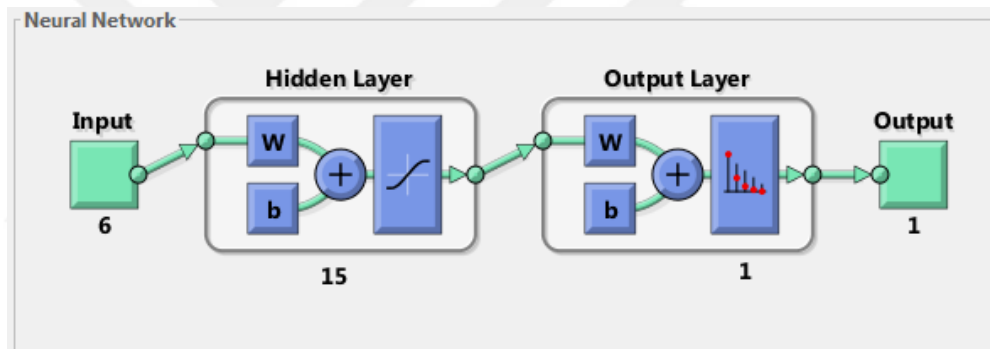 Neural Network
Hidden Layer
Output Layer
Input
Output
W
W
b
b
6
1
15
1